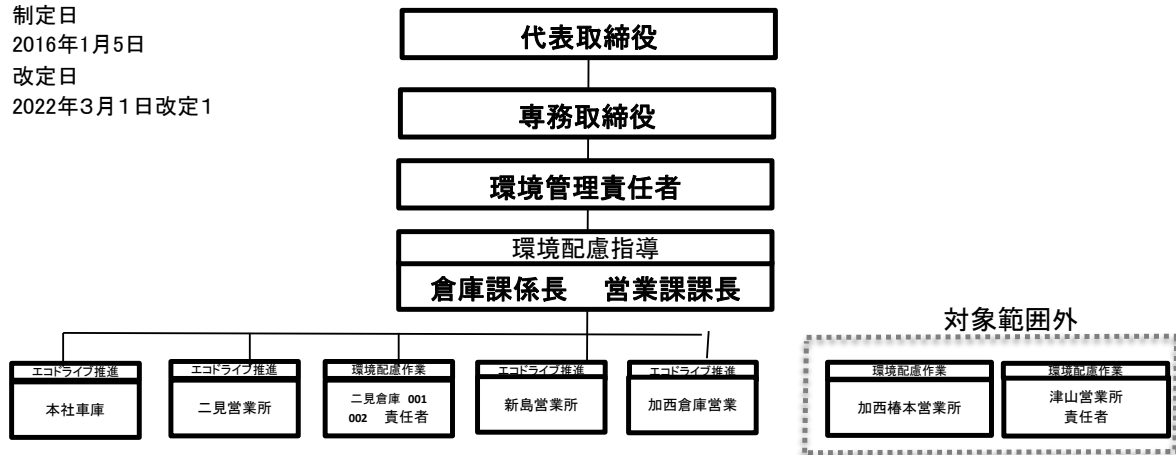 制定日
2016年1月5日
改定日
2022年3月1日改定1
代表取締役
専務取締役
環境管理責任者
環境配慮指導
倉庫課係長 営業課課長
対象範囲外
エコドライブ推進
本社車庫
エコドライブ推進
二見営業所
環境配慮作業
二見倉庫 001
002 責任者
エコドライブ推進
新島営業所
エコドライブ推進
加西倉庫営業
環境配慮作業
加西椿本営業所
環境配慮作業
津山営業所
責任者